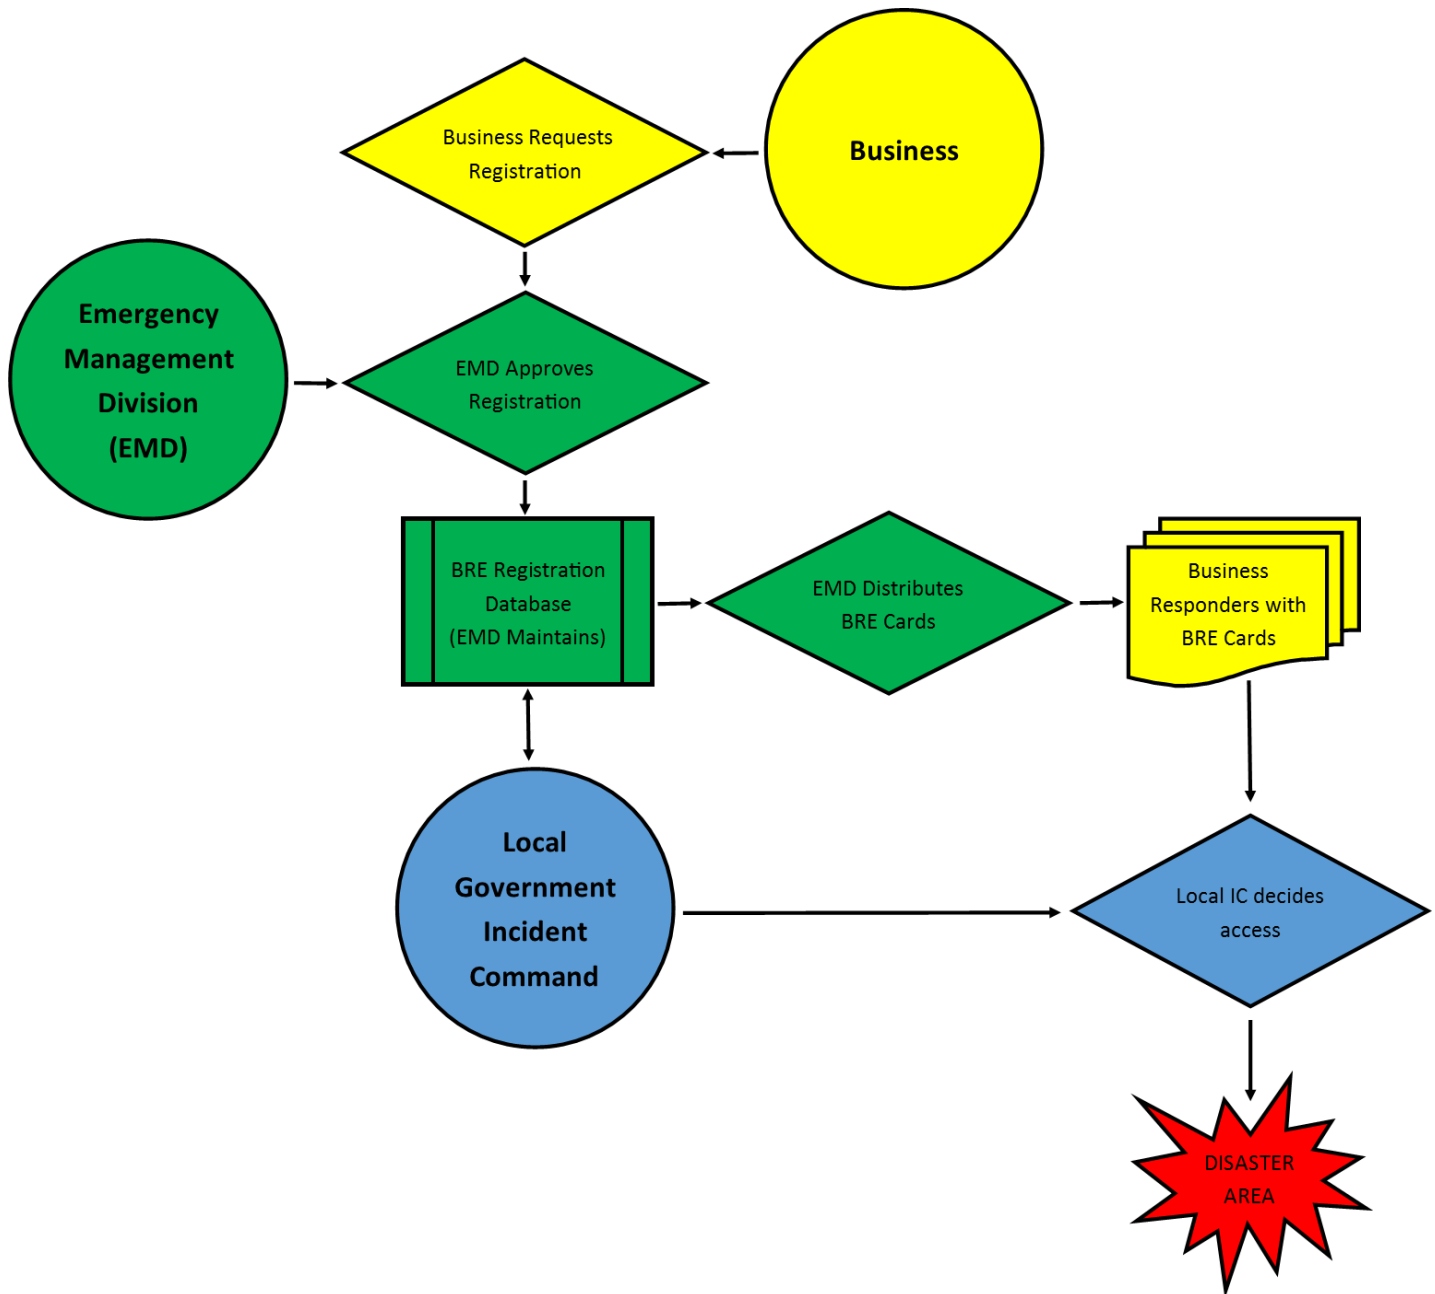 Business Requests
Registration
Business
Emergency
Management
Division
(EMD)
EMD Approves
Registration
BRE Registration
Database
(EMD Maintains)
EMD Distributes
BRE Cards
Business
Responders with
BRE Cards
Local
Government
Incident
Command
Local IC decides
access
DISASTER
AREA